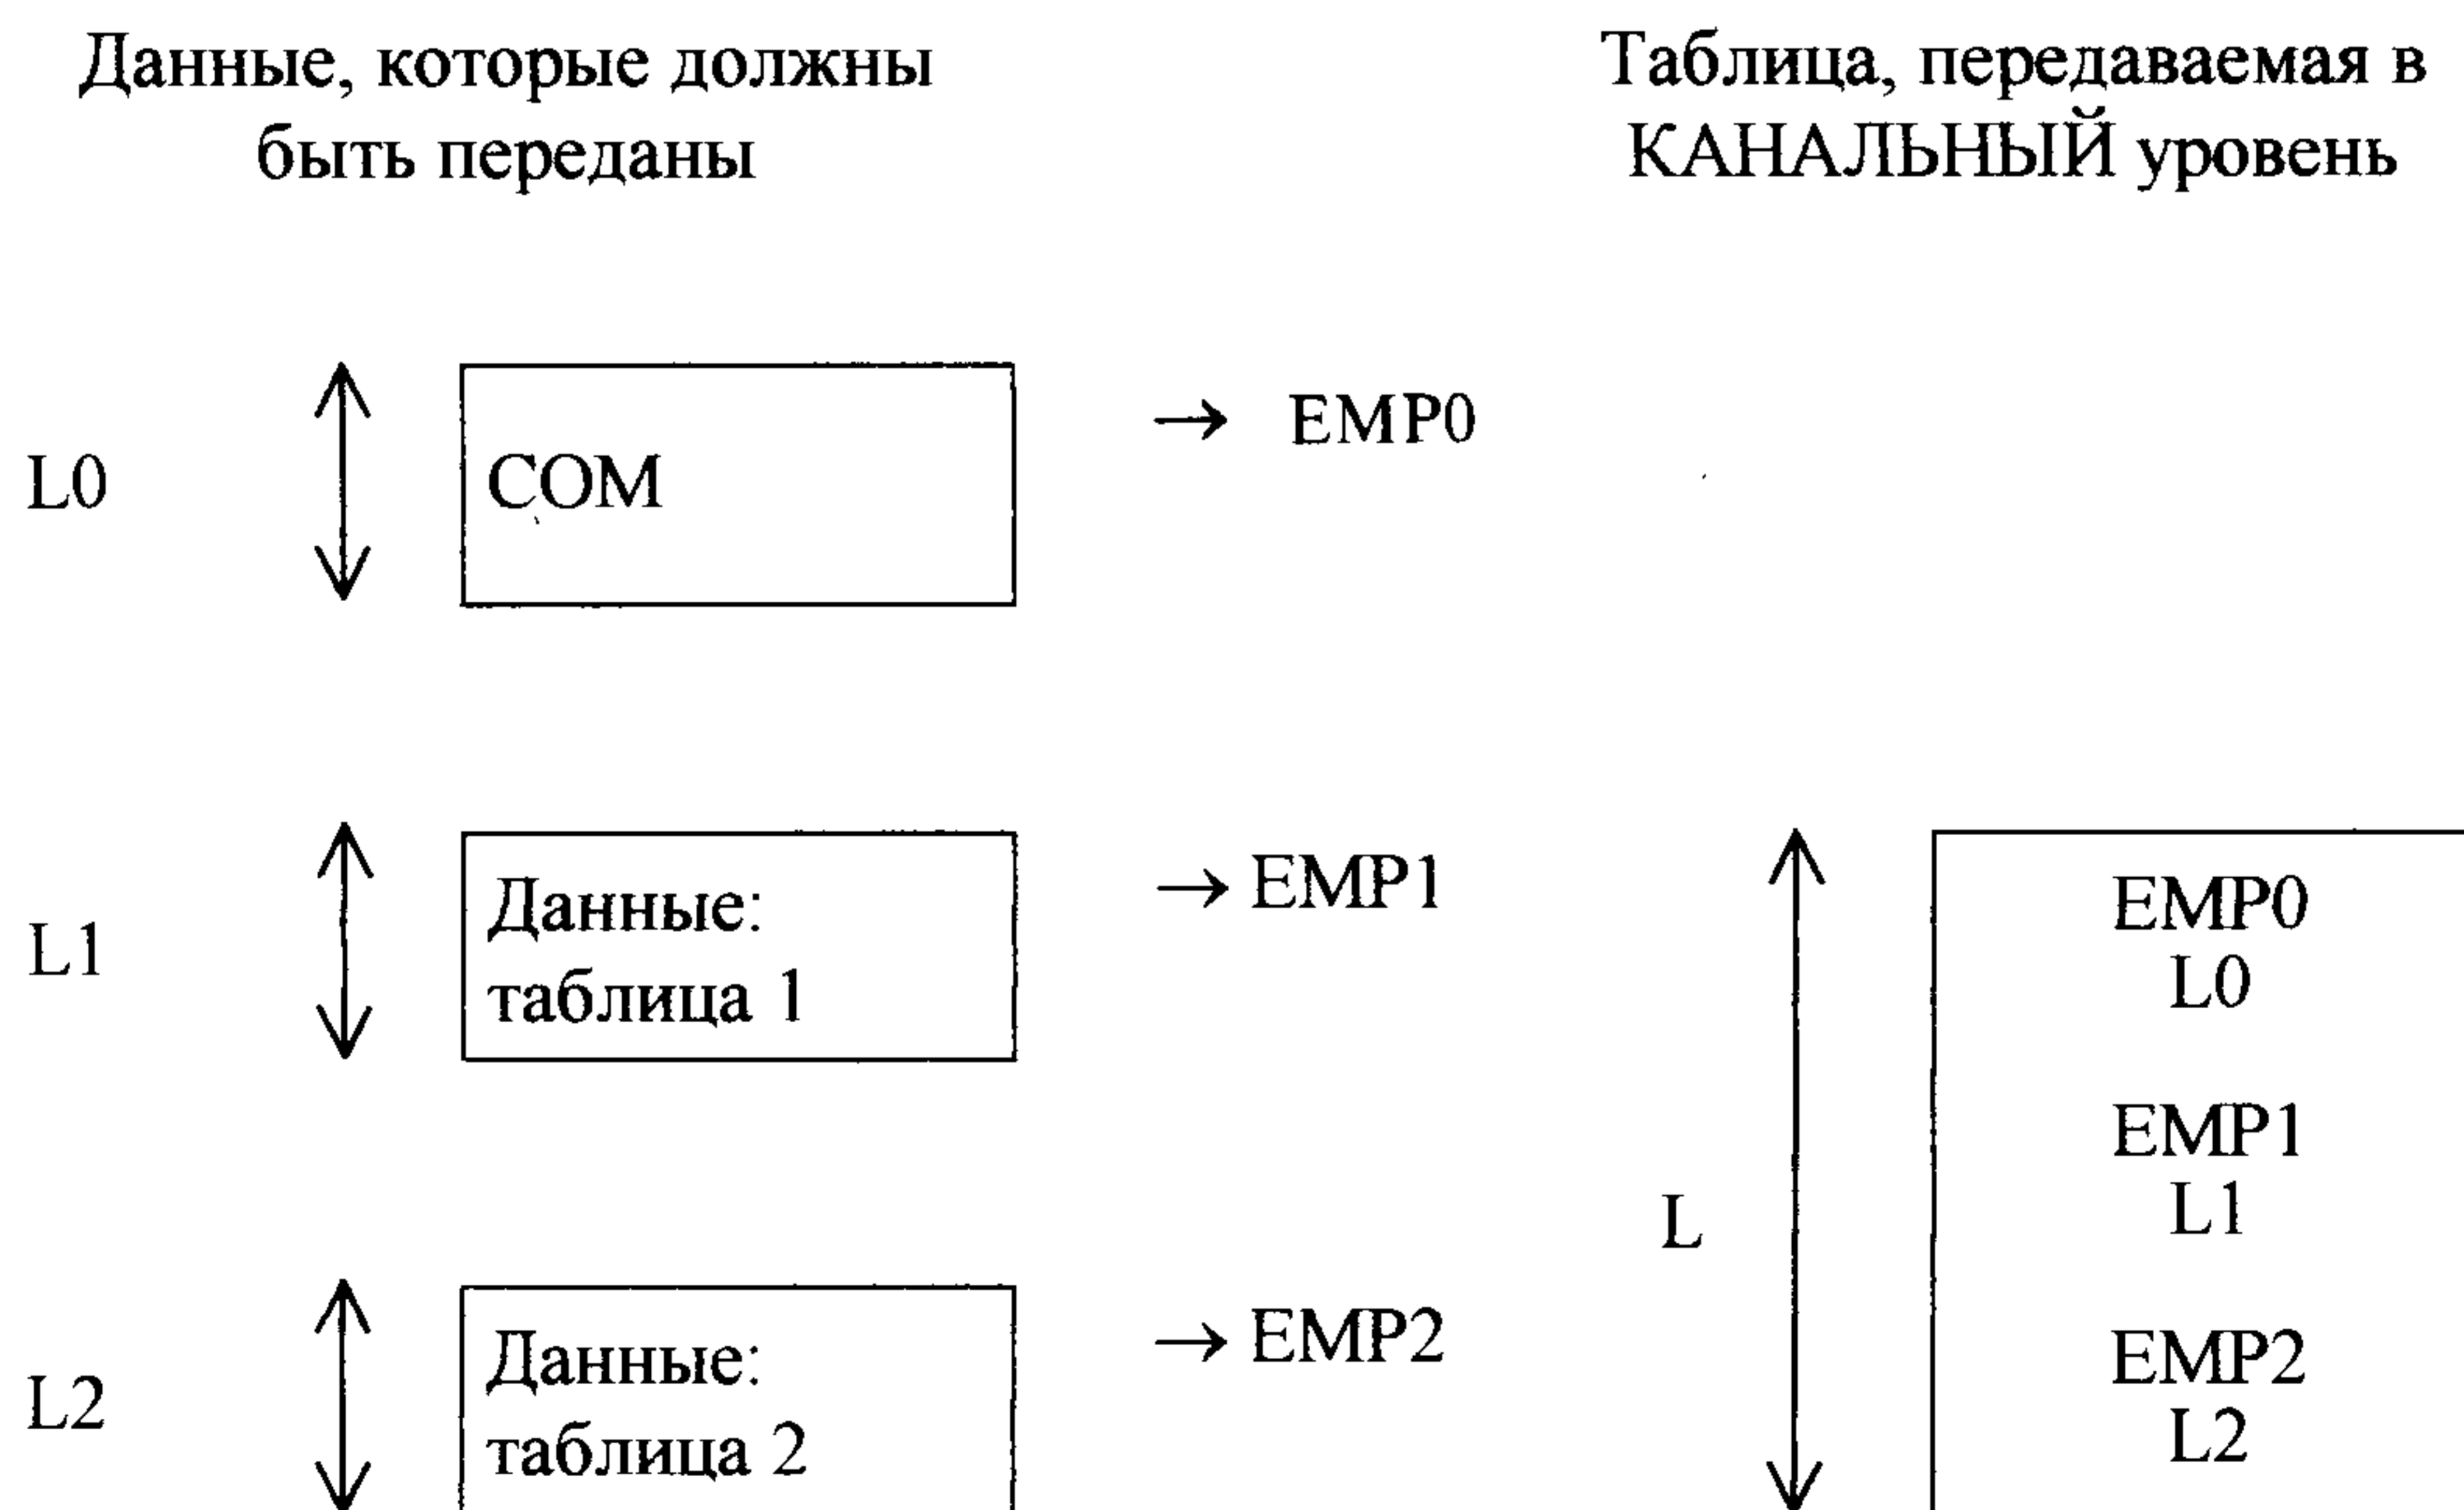 Данные, которые должны
быть переданы
Таблица, передаваемая в
КАНАЛЬНЫЙ уровень
L0
COM
→ EMP0
L1
Данные:
таблица 1
→ EMP1
L2
Данные:
таблица 2
→ EMP2
L
EMP0
L0
EMP1
L1
EMP2
L2